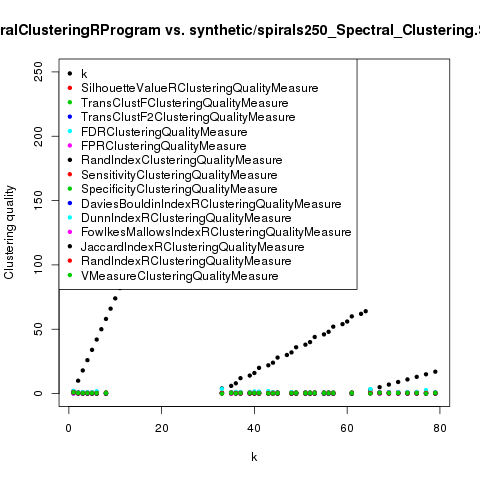 ralClusteringRProgram vs. synthetic/spirals250_Spectral_Clustering.
250
200
150
100
50
0
Clustering quality
k
SilhouetteValueRClusteringQualityMeasure
TransClustFClusteringQualityMeasure
TransClustF2ClusteringQualityMeasure
FDRClusteringQualityMeasure
FPRClusteringQualityMeasure
RandIndexClusteringQualityMeasure
SensitivityClusteringQualityMeasure
SpecificityClusteringQualityMeasure
DaviesBouldinIndexRClusteringQualityMeasure
DunnIndexRClusteringQualityMeasure
FowlkesMallowsIndexRClusteringQualityMeasure
JaccardIndexRClusteringQualityMeasure
RandIndexRClusteringQualityMeasure
VMeasureClusteringQualityMeasure
0 20 40 60 80
k